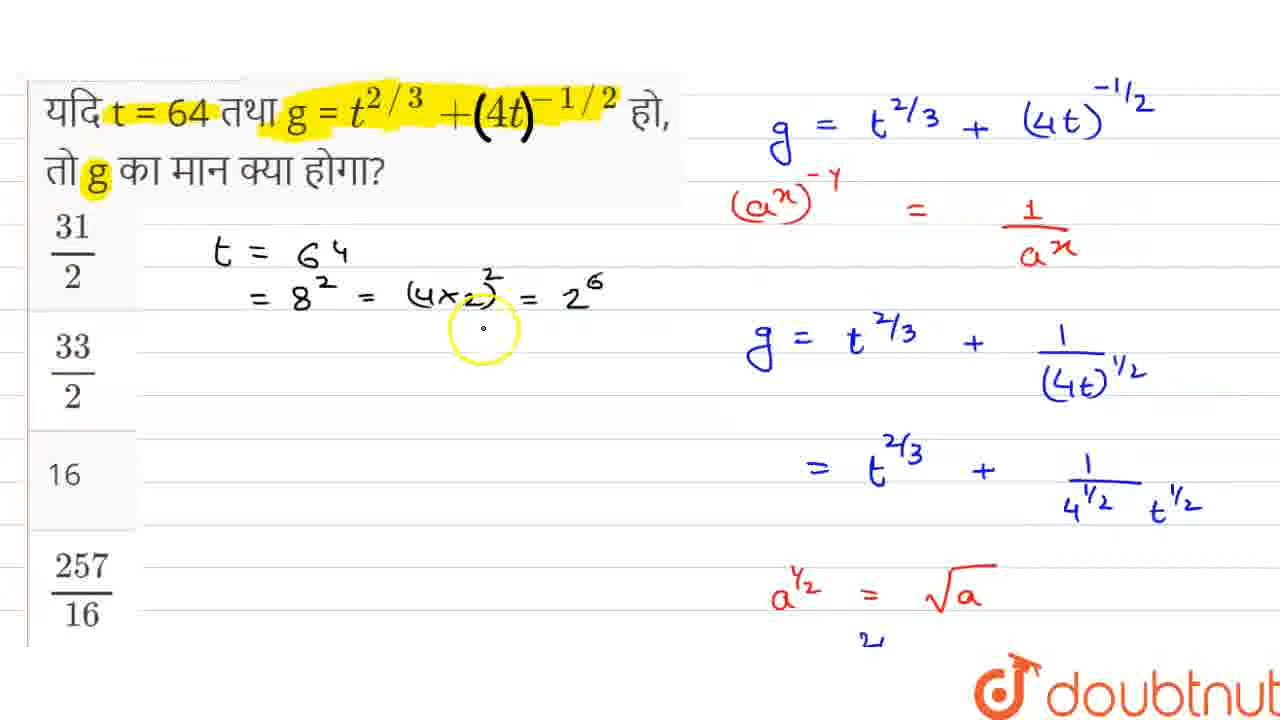 यदि t = 64 तथा g = t^{2/3} + (4t)^{-1/2} हो,
तो g का मान क्या होगा?
31/2
33/2
16
257/16
t = 64
= 8^2 = (4×2)^2 = 2^6
g = t^{2/3} + (4t)^{-1/2}
(a^x)^{-y} = 1/a^x
g = t^{2/3} + 1/(4t)^{1/2}
= t^{2/3} + 1/(4^{1/2} t^{1/2})
a^{1/2} = √a
doubtnut